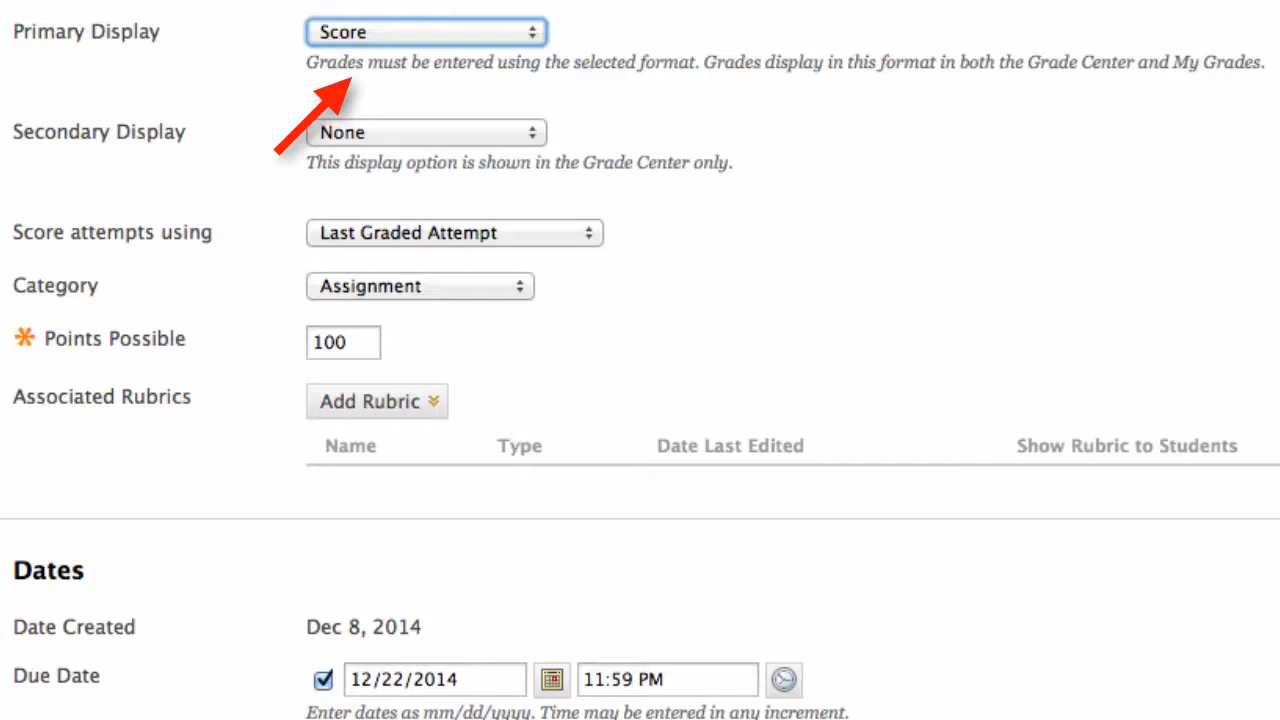 Primary Display Score
Grades must be entered using the selected format. Grades display in this format in both the Grade Center and My Grades.
Secondary Display None
This display option is shown in the Grade Center only.
Score attempts using Last Graded Attempt
Category Assignment
* Points Possible 100
Associated Rubrics Add Rubric
Name Type Date Last Edited Show Rubric to Students
Dates
Date Created Dec 8, 2014
Due Date 12/22/2014 11:59 PM
Enter dates as mm/dd/yyyy. Time may be entered in any increment.